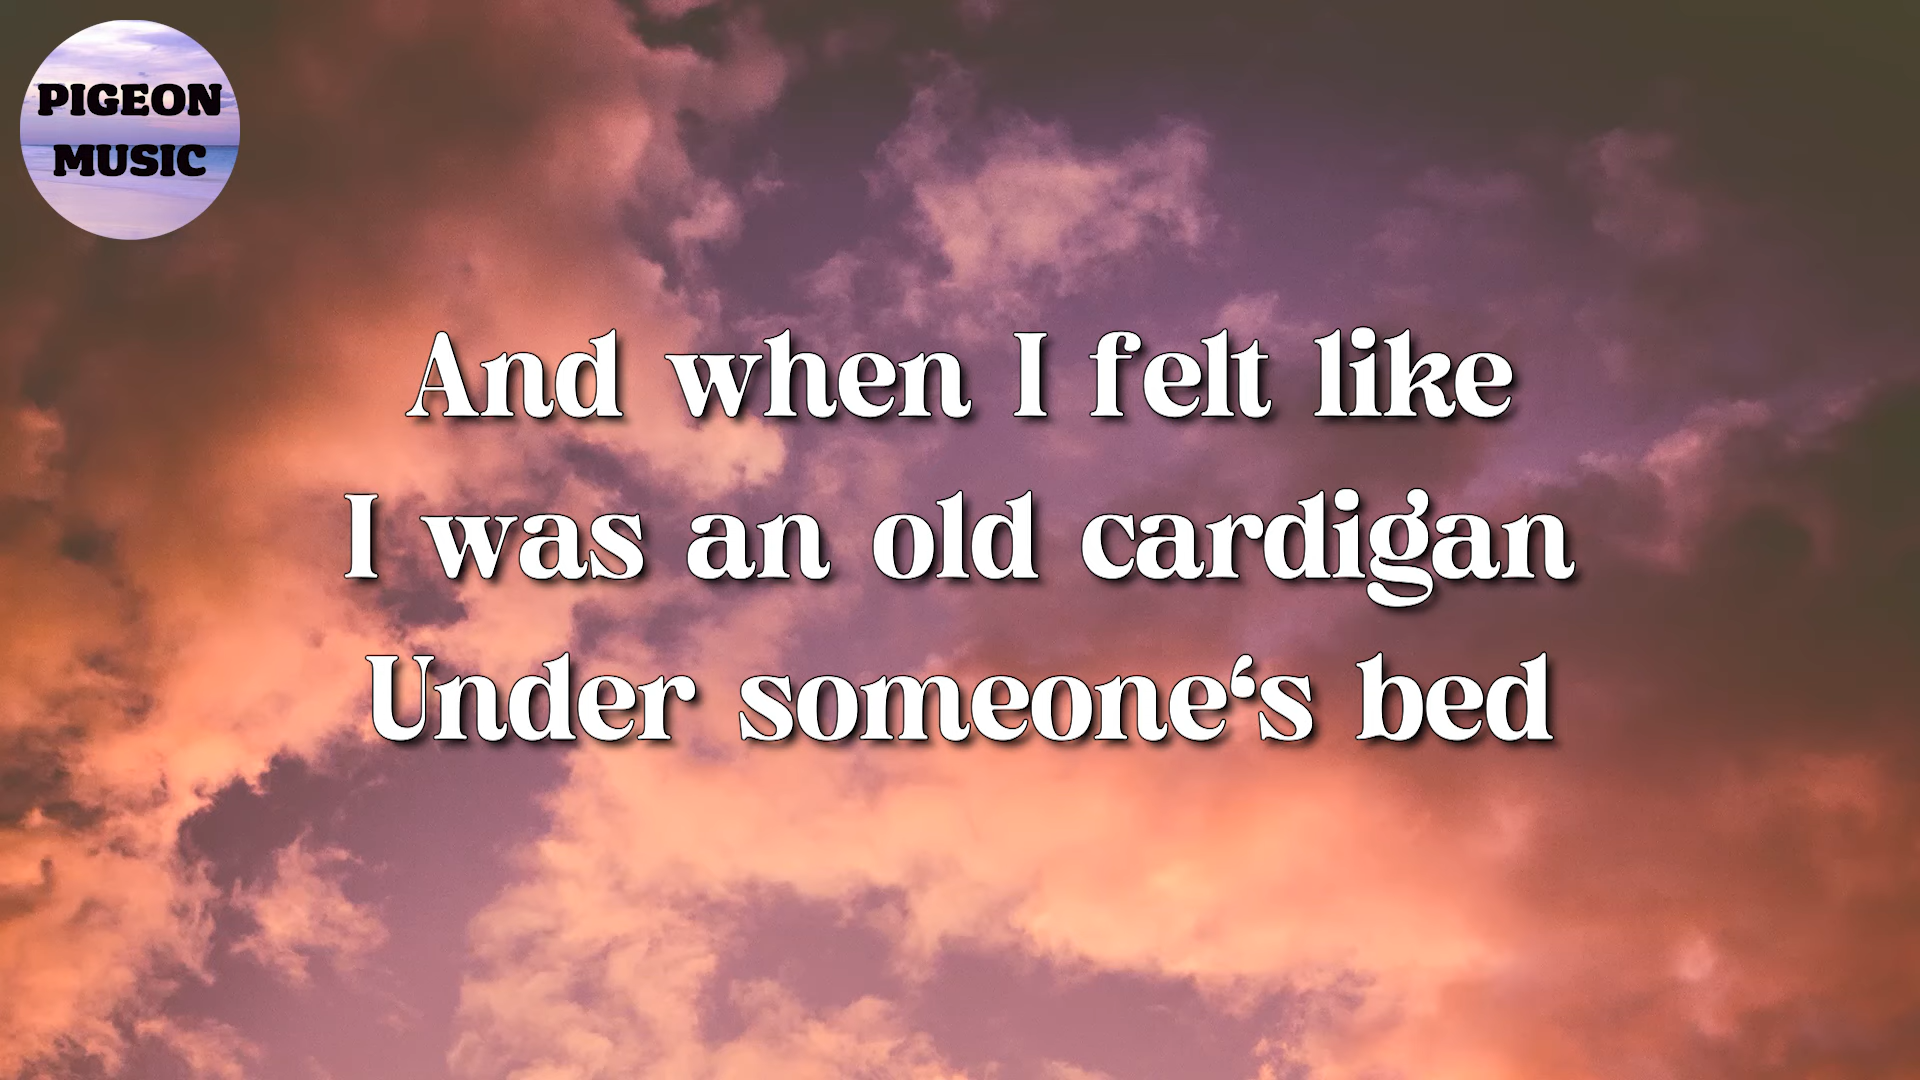 PIGEON
MUSIC
And when I felt like
I was an old cardigan
Under someone‘s bed